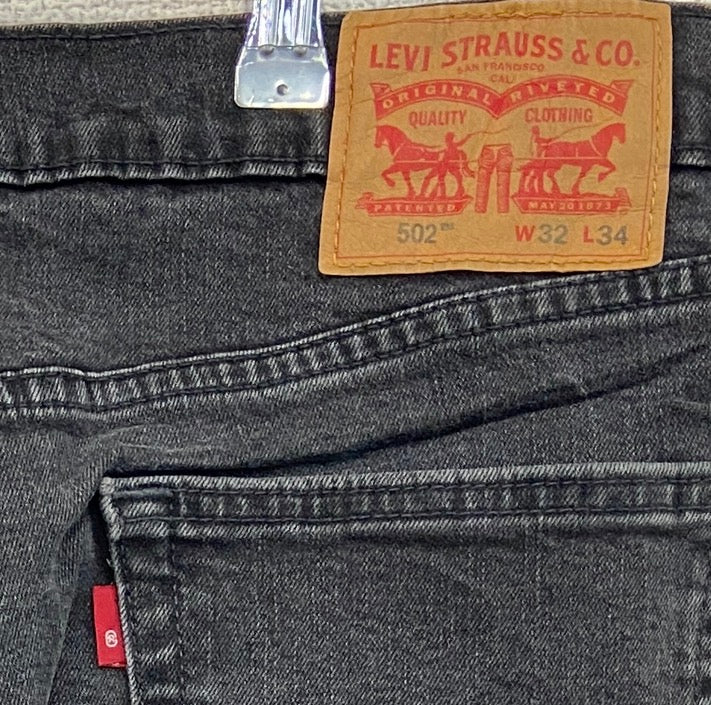 LEVI STRAUSS & CO.
SAN FRANCISCO
CAL.
ORIGINAL RIVETED
QUALITY CLOTHING
PATENTED MAY 20 1873
502™ W32 L34
®